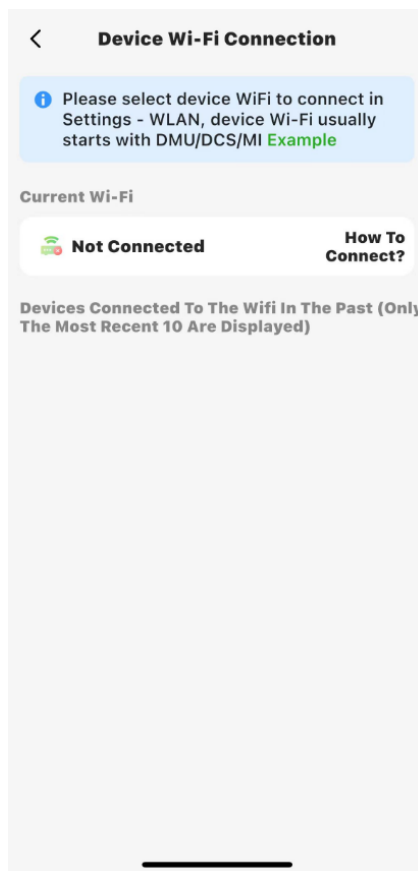 Device Wi-Fi Connection
Please select device WiFi to connect in
Settings - WLAN, device Wi-Fi usually
starts with DMU/DCS/MI Example
Current Wi-Fi
Not Connected
How To
Connect?
Devices Connected To The Wifi In The Past (Only
The Most Recent 10 Are Displayed)